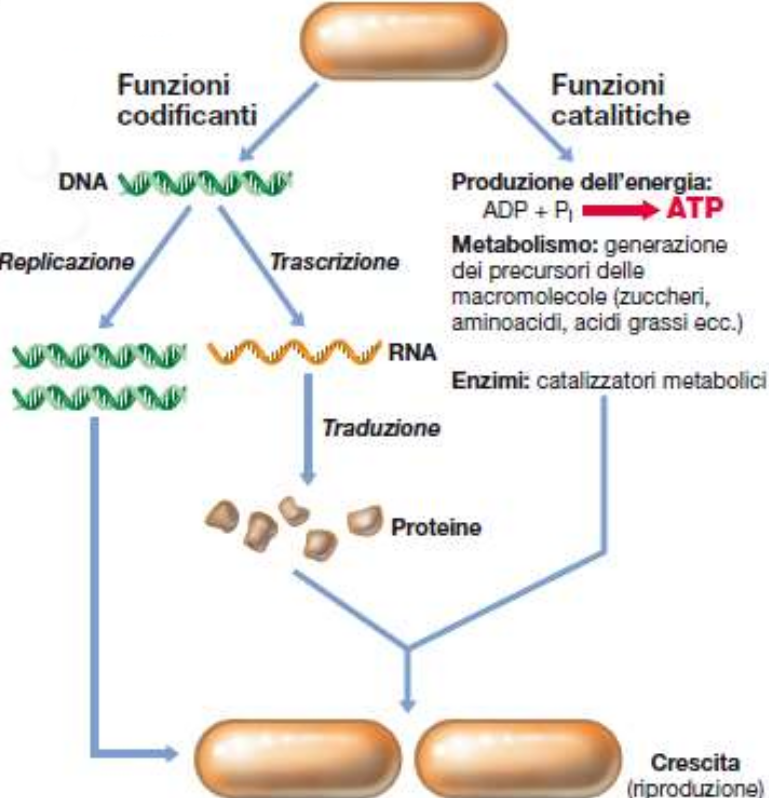 Funzioni
codificanti
Funzioni
catalitiche
DNA
Produzione dell'energia:
ADP + Pi ATP
Replicazione
Trascrizione
Metabolismo: generazione
dei precursori delle
macromolecole (zuccheri,
aminoacidi, acidi grassi ecc.)
RNA
Enzimi: catalizzatori metabolici
Traduzione
Proteine
Crescita
(riproduzione)